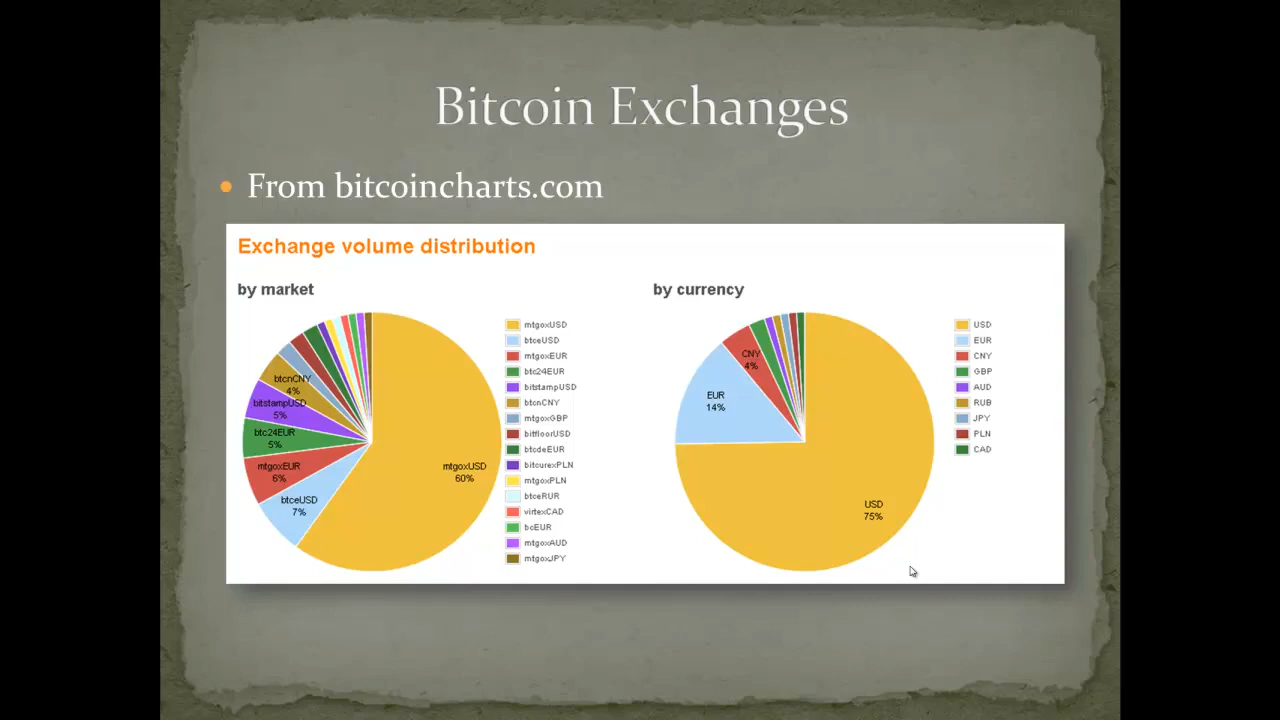 Bitcoin Exchanges
From bitcoincharts.com
Exchange volume distribution
by market
mtgoxUSD
60%
btceUSD
7%
mtgoxEUR
6%
btc24EUR
5%
bitstampUSD
5%
btcnCNY
4%
mtgoxUSD
btceUSD
mtgoxEUR
btc24EUR
bitstampUSD
btcnCNY
mtgoxGBP
bitfloorUSD
btcdeEUR
bitcurexPLN
mtgoxPLN
btceRUR
virtexCAD
bcEUR
mtgoxAUD
mtgoxJPY
by currency
USD
75%
EUR
14%
CNY
4%
USD
EUR
CNY
GBP
AUD
RUB
JPY
PLN
CAD